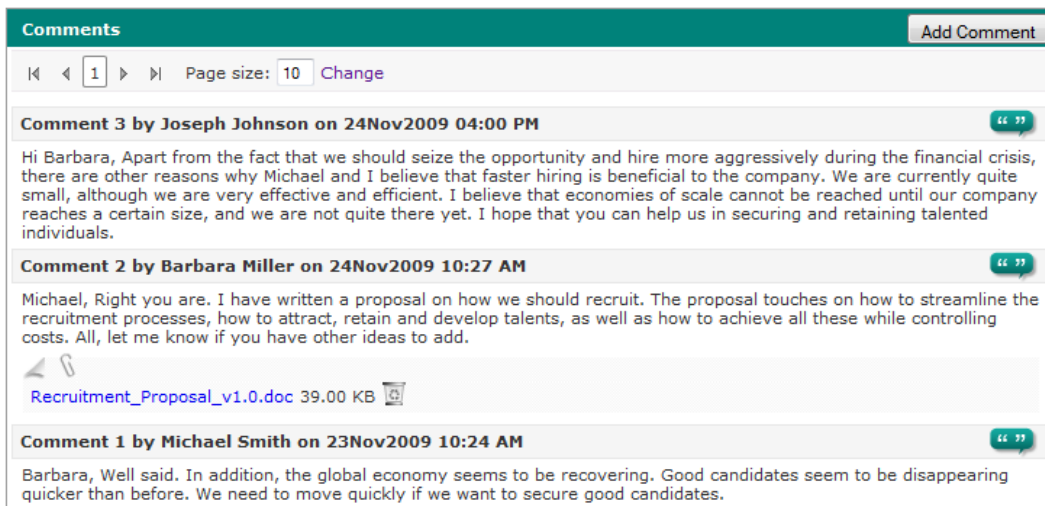 Comments
Add Comment
1 Page size: 10 Change
Comment 3 by Joseph Johnson on 24Nov2009 04:00 PM
Hi Barbara, Apart from the fact that we should seize the opportunity and hire more aggressively during the financial crisis,
there are other reasons why Michael and I believe that faster hiring is beneficial to the company. We are currently quite
small, although we are very effective and efficient. I believe that economies of scale cannot be reached until our company
reaches a certain size, and we are not quite there yet. I hope that you can help us in securing and retaining talented
individuals.
Comment 2 by Barbara Miller on 24Nov2009 10:27 AM
Michael, Right you are. I have written a proposal on how we should recruit. The proposal touches on how to streamline the
recruitment processes, how to attract, retain and develop talents, as well as how to achieve all these while controlling
costs. All, let me know if you have other ideas to add.
Recruitment_Proposal_v1.0.doc 39.00 KB
Comment 1 by Michael Smith on 23Nov2009 10:24 AM
Barbara, Well said. In addition, the global economy seems to be recovering. Good candidates seem to be disappearing
quicker than before. We need to move quickly if we want to secure good candidates.